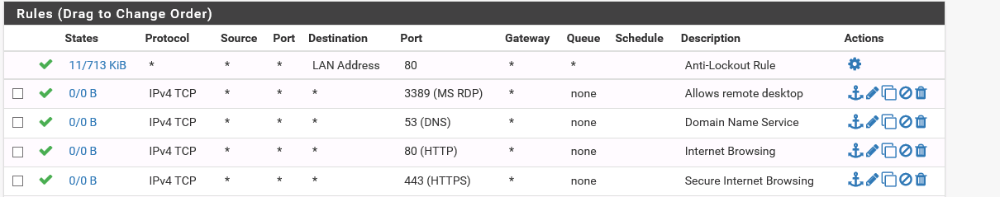 Rules (Drag to Change Order)
States Protocol Source Port Destination Port Gateway Queue Schedule Description Actions
11/713 KiB * * * LAN Address 80 * * Anti-Lockout Rule
0/0 B IPv4 TCP * * * 3389 (MS RDP) * none Allows remote desktop
0/0 B IPv4 TCP * * * 53 (DNS) * none Domain Name Service
0/0 B IPv4 TCP * * * 80 (HTTP) * none Internet Browsing
0/0 B IPv4 TCP * * * 443 (HTTPS) * none Secure Internet Browsing